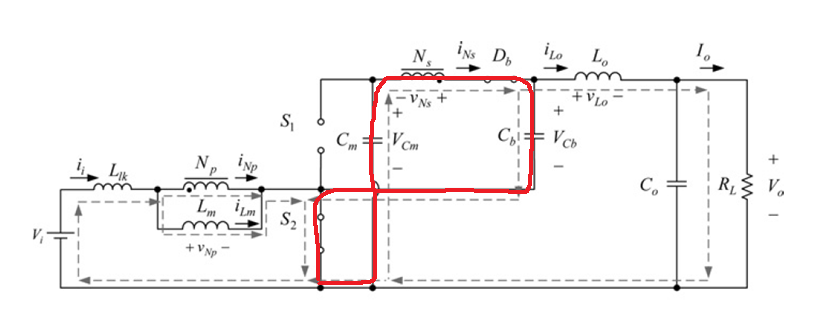 N_s i_Ns D_b i_Lo L_o I_o
− v_Ns + + v_Lo −
S_1 + +
C_m V_Cm C_b V_Cb
− −
i_i L_lk N_p i_Np
C_o R_L + V_o −
L_m i_Lm S_2
V_i + v_Np −